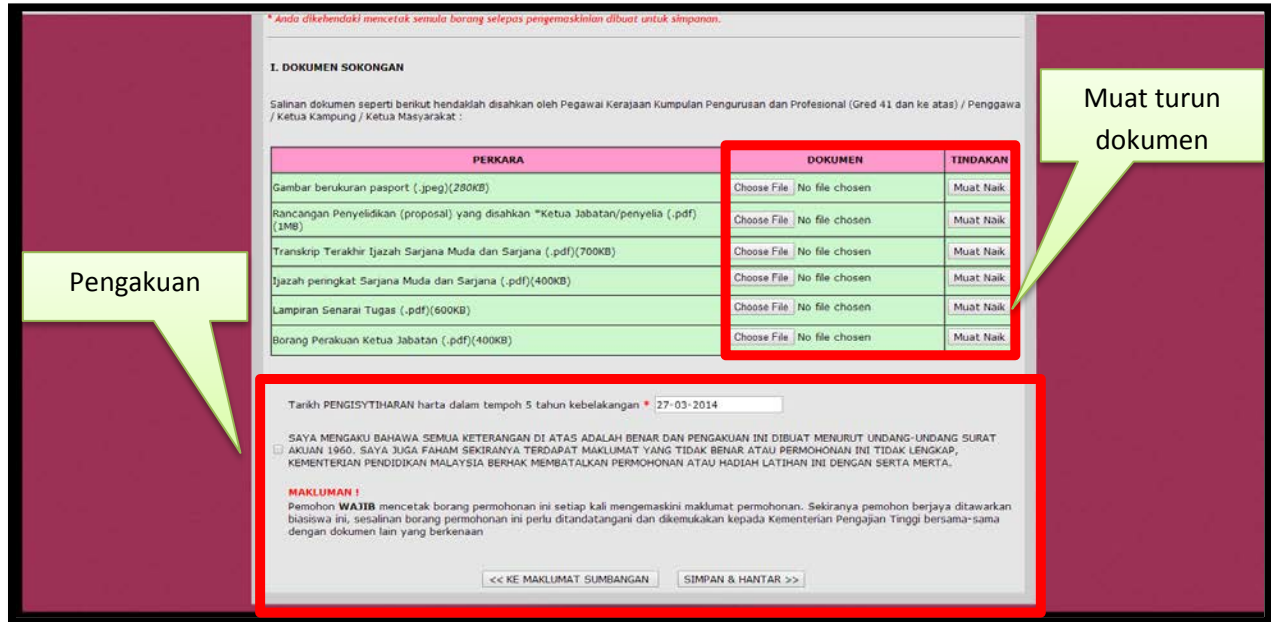 * Anda dikehendaki mencetak semula borang selepas pengemaskinian dibuat untuk simpanan.
I. DOKUMEN SOKONGAN
Salinan dokumen seperti berikut hendaklah disahkan oleh Pegawai Kerajaan Kumpulan Pengurusan dan Profesional (Gred 41 dan ke atas) / Penggawa
/ Ketua Kampung / Ketua Masyarakat :
Muat turun
dokumen
PERKARA DOKUMEN TINDAKAN
Gambar berukuran pasport (.jpeg)(280KB) Choose File No file chosen Muat Naik
Rancangan Penyelidikan (proposal) yang disahkan *Ketua Jabatan/penyelia (.pdf)
(1MB) Choose File No file chosen Muat Naik
Transkrip Terakhir Ijazah Sarjana Muda dan Sarjana (.pdf)(700KB) Choose File No file chosen Muat Naik
Ijazah peringkat Sarjana Muda dan Sarjana (.pdf)(400KB) Choose File No file chosen Muat Naik
Lampiran Senarai Tugas (.pdf)(600KB) Choose File No file chosen Muat Naik
Borang Perakuan Ketua Jabatan (.pdf)(400KB) Choose File No file chosen Muat Naik
Pengakuan
Tarikh PENGISYTIHARAN harta dalam tempoh 5 tahun kebelakangan * 27-03-2014
SAYA MENGAKU BAHAWA SEMUA KETERANGAN DI ATAS ADALAH BENAR DAN PENGAKUAN INI DIBUAT MENURUT UNDANG-UNDANG SURAT
AKUAN 1960. SAYA JUGA FAHAM SEKIRANYA TERDAPAT MAKLUMAT YANG TIDAK BENAR ATAU PERMOHONAN INI TIDAK LENGKAP,
KEMENTERIAN PENDIDIKAN MALAYSIA BERHAK MEMBATALKAN PERMOHONAN ATAU HADIAH LATIHAN INI DENGAN SERTA MERTA.
MAKLUMAN !
Pemohon WAJIB mencetak borang permohonan ini setiap kali mengemaskini maklumat permohonan. Sekiranya pemohon berjaya ditawarkan
biasiswa ini, sesalinan borang permohonan ini perlu ditandatangani dan dikemukakan kepada Kementerian Pengajian Tinggi bersama-sama
dengan dokumen lain yang berkenaan
<< KE MAKLUMAT SUMBANGAN SIMPAN & HANTAR >>